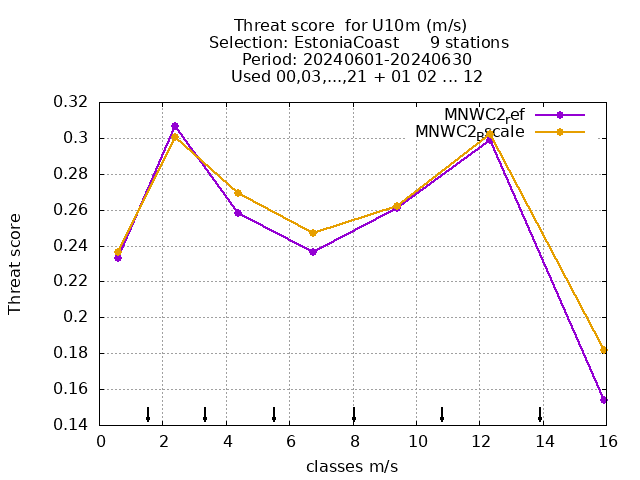 Threat score  for U10m (m/s)
Selection: EstoniaCoast      9 stations
Period: 20240601-20240630
Used 00,03,...,21 + 01 02 ... 12
MNWC2_ref
MNWC2_Bscale
Threat score
0.32
0.3
0.28
0.26
0.24
0.22
0.2
0.18
0.16
0.14
0 2 4 6 8 10 12 14 16
classes m/s